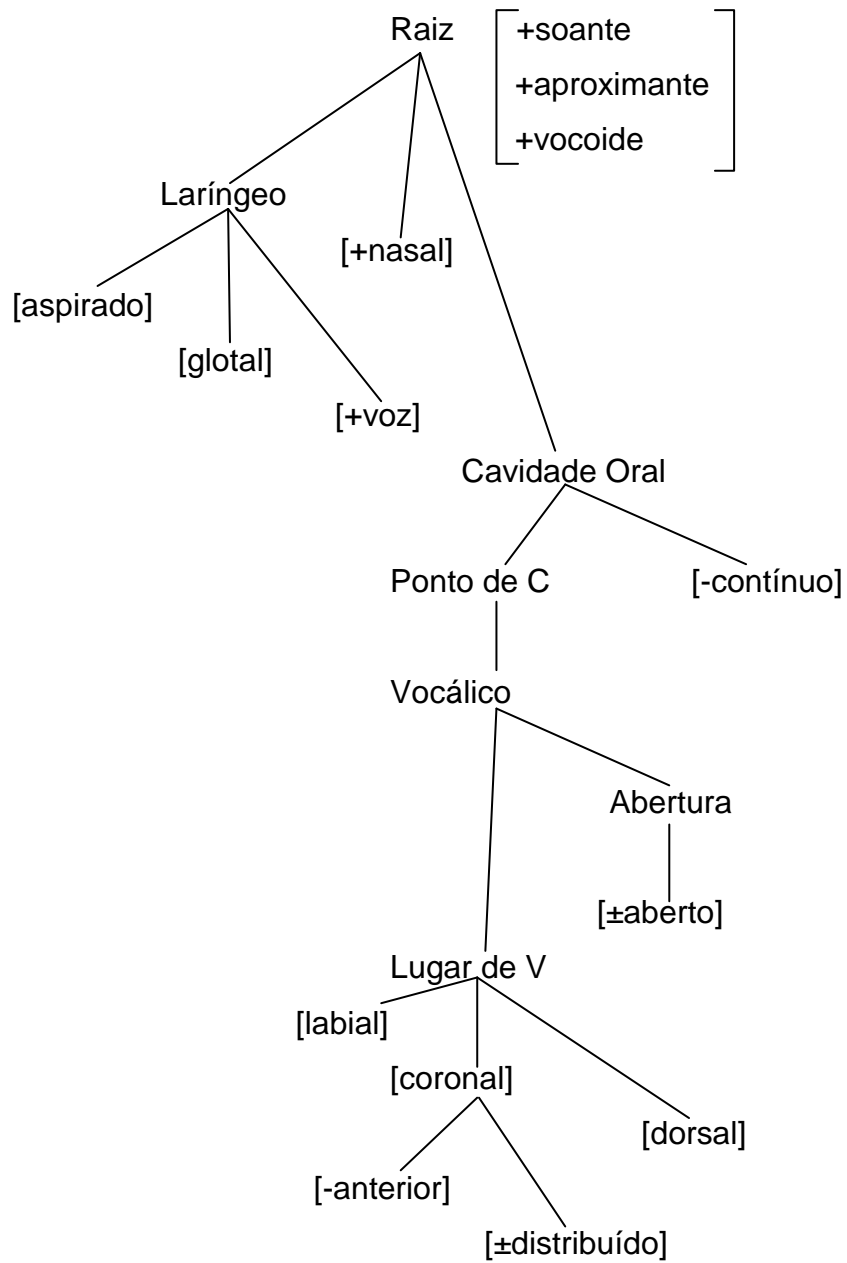 Raiz
+soante
+aproximante
+vocoide
Laríngeo
[+nasal]
[aspirado]
[glotal]
[+voz]
Cavidade Oral
Ponto de C
[-contínuo]
Vocálico
Abertura
[±aberto]
Lugar de V
[labial]
[coronal]
[dorsal]
[-anterior]
[±distribuído]